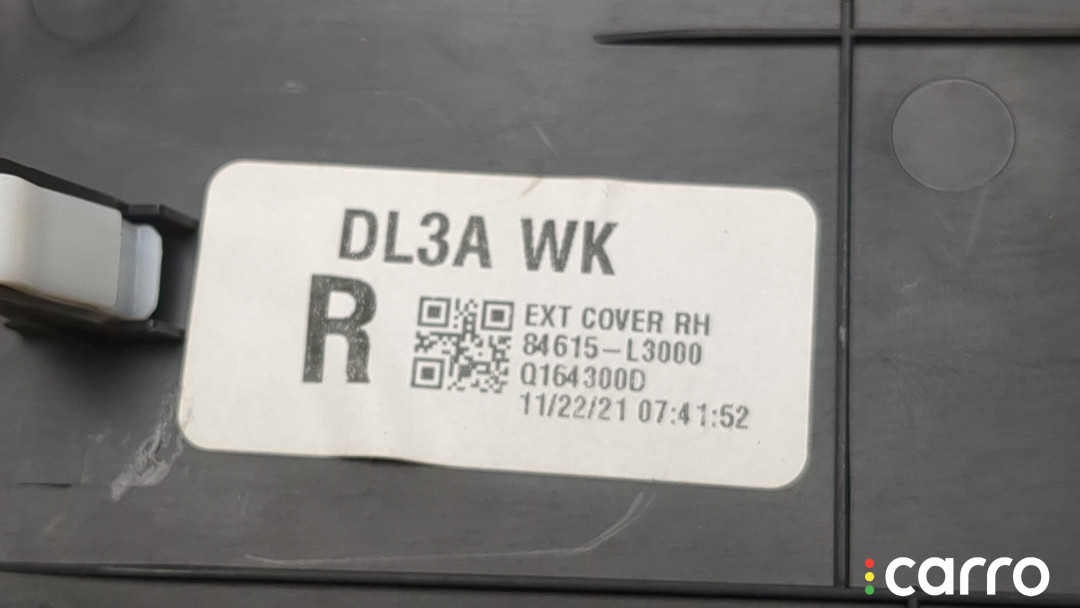 DL3A WK
R
EXT COVER RH
84615-L3000
Q164300D
11/22/21 07:41:52
carro